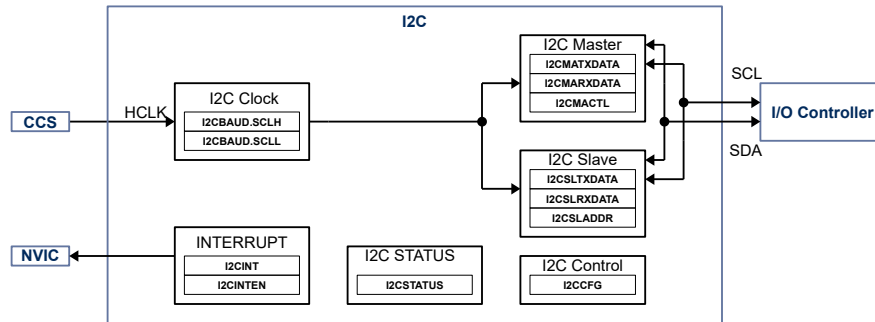 I2C
CCS
HCLK
I2C Clock
I2CBAUD.SCLH
I2CBAUD.SCLL
I2C Master
I2CMATXDATA
I2CMARXDATA
I2CMACTL
SCL
I/O Controller
SDA
I2C Slave
I2CSLTXDATA
I2CSLRXDATA
I2CSLADDR
NVIC
INTERRUPT
I2CINT
I2CINTEN
I2C STATUS
I2CSTATUS
I2C Control
I2CCFG